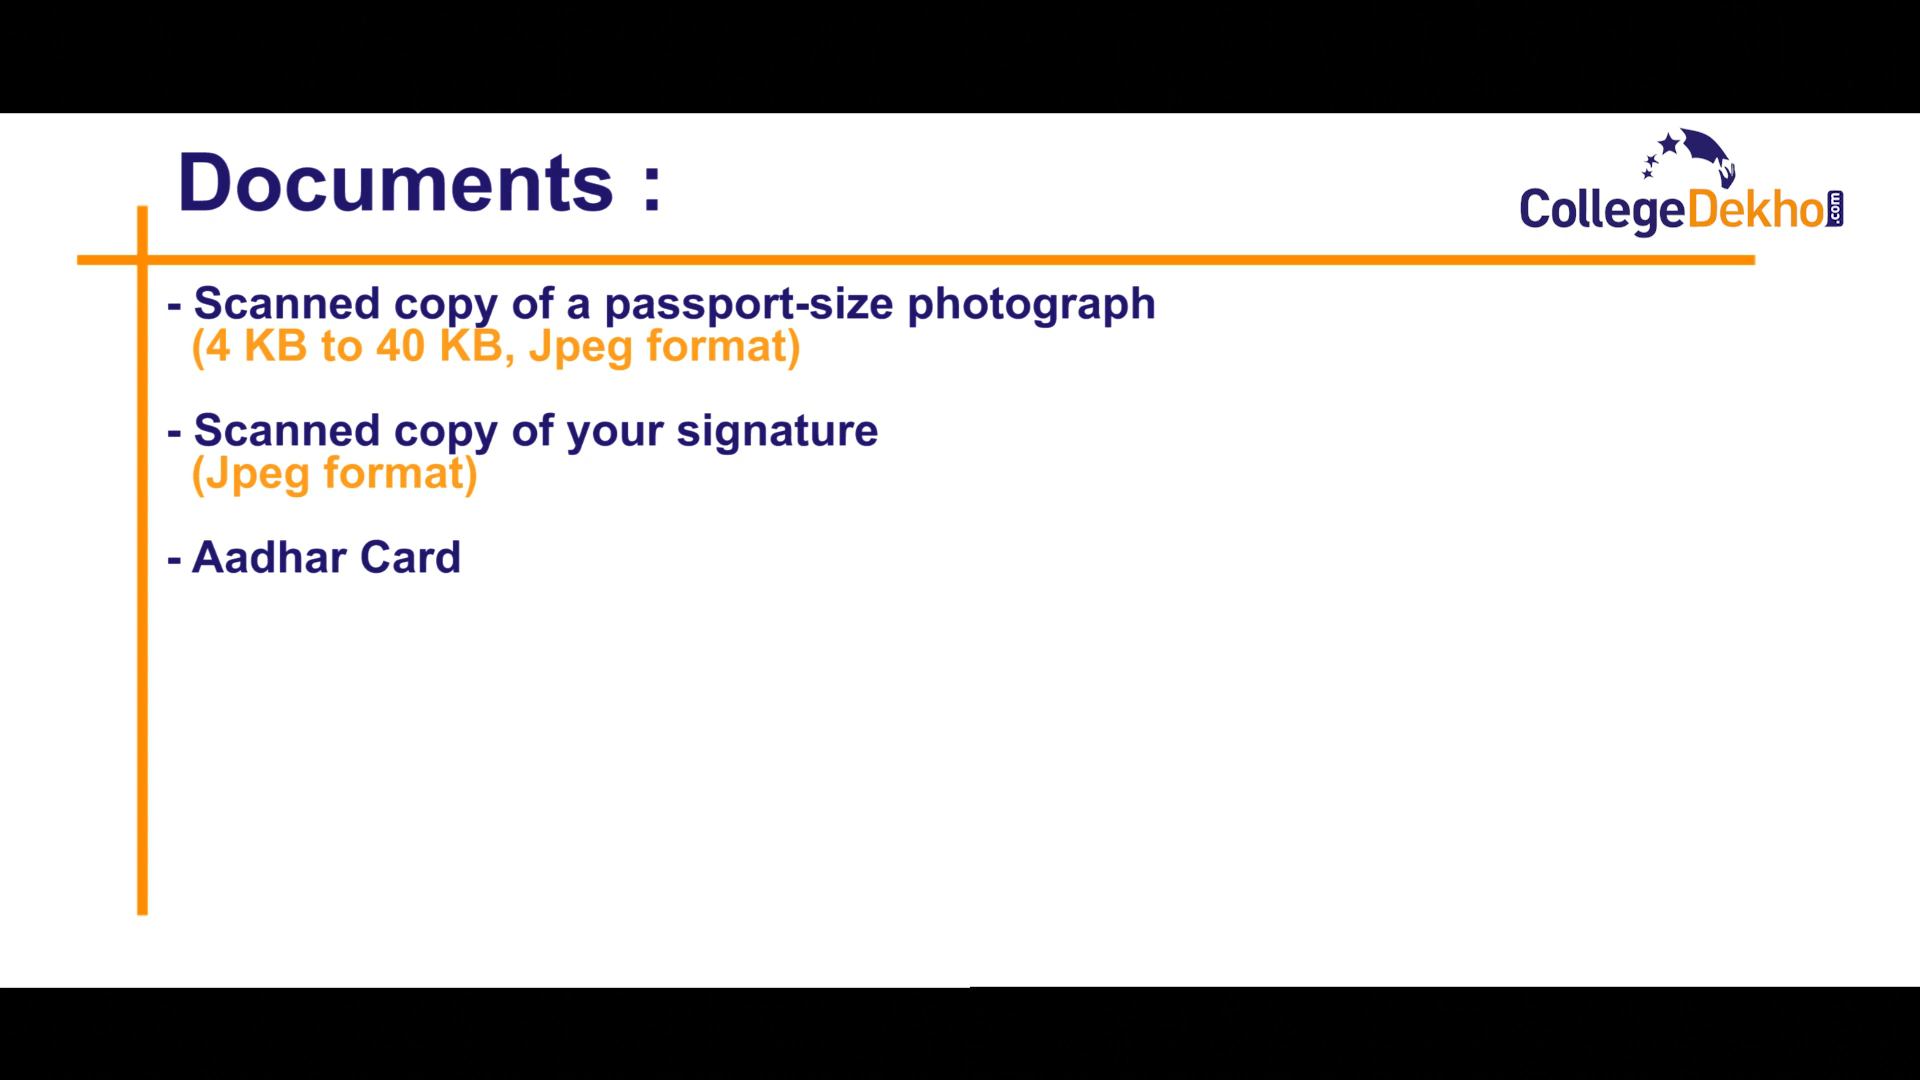 Documents :
CollegeDekho.com
- Scanned copy of a passport-size photograph
(4 KB to 40 KB, Jpeg format)
- Scanned copy of your signature
(Jpeg format)
- Aadhar Card